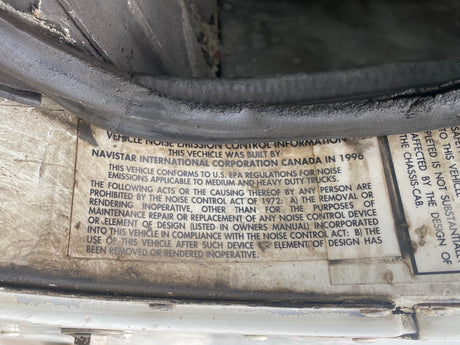 VEHICLE NOISE EMISSION CONTROL INFORMATION
THIS VECHICLE WAS BUILT BY
NAVISTAR INTERNATIONAL CORPORATION CANADA IN 1996
THIS VEHICLE CONFORMS TO U.S. EPA REGULATIONS FOR NOISE
EMISSIONS APPLICABLE TO MEDIUM AND HEAVY DUTY TRUCKS.
THE FOLLOWING ACTS OR THE CAUSING THEREOF BY ANY PERSON ARE
PROHIBITED BY THE NOISE CONTROL ACT OF 1972: A) THE REMOVAL OR
RENDERING INOPERATIVE, OTHER THAN FOR THE PURPOSES OF
MAINTENANCE REPAIR OR REPLACEMENT OF ANY NOISE CONTROL DEVICE
OR ELEMENT OF DESIGN (LISTED IN OWNERS MANUAL) INCORPORATED
INTO THIS VEHICLE IN COMPLIANCE WITH THE NOISE CONTROL ACT: B) THE
USE OF THIS VEHICLE AFTER SUCH DEVICE OR ELEMENT OF DESIGN HAS
BEEN REMOVED OR RENDERED INOPERATIVE.
SAFETY
PLETED IS NOT SUBSTANTIALLY
AFFECTED BY THE DESIGN OF
THE CHASSIS-CAB.